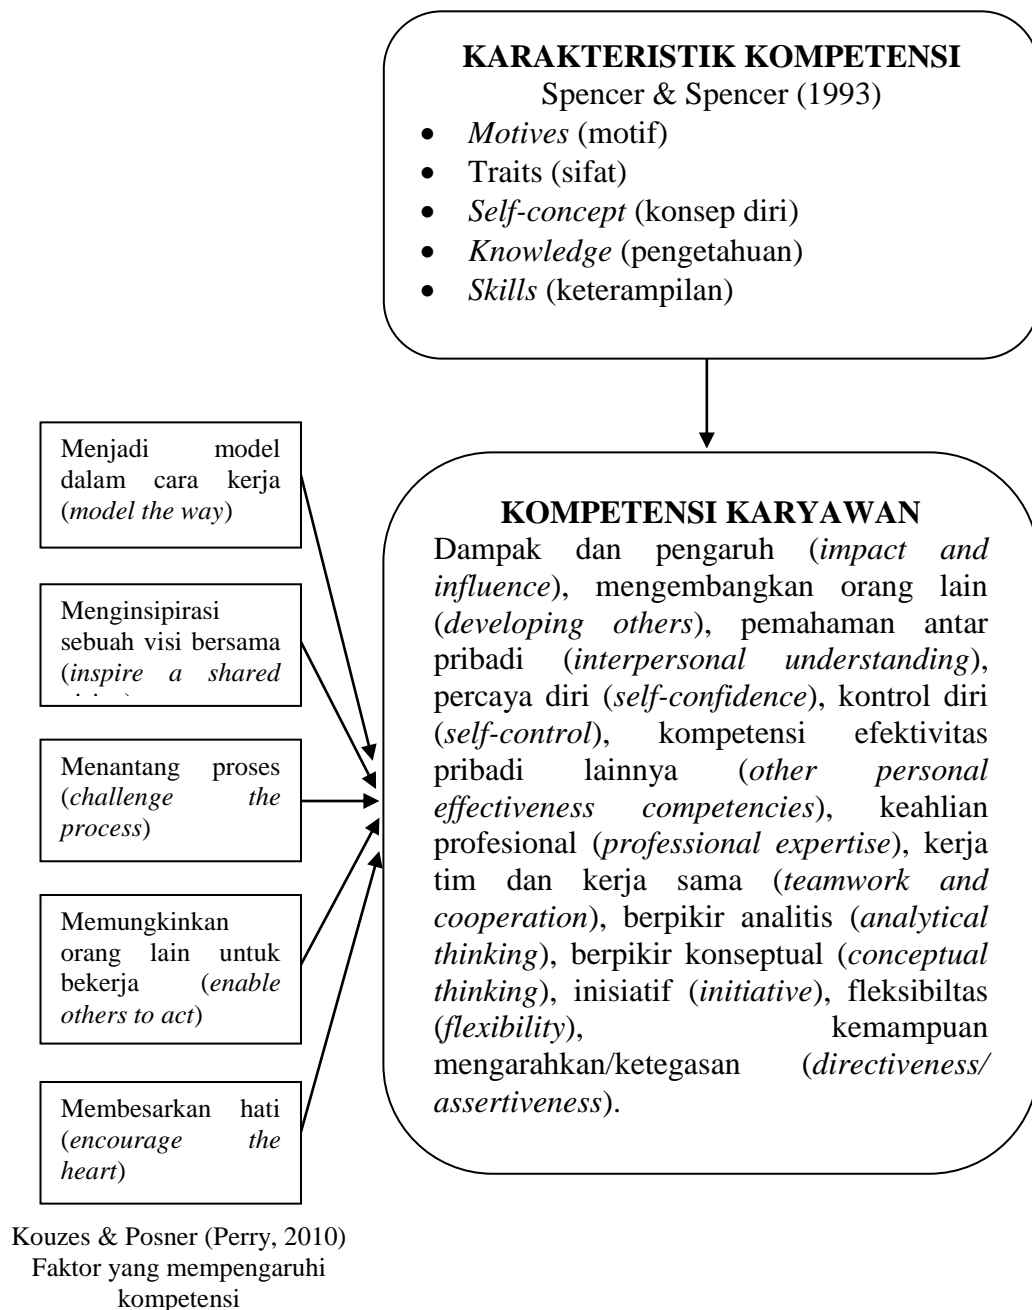 KARAKTERISTIK KOMPETENSI
Spencer & Spencer (1993)
• Motives (motif)
• Traits (sifat)
• Self-concept (konsep diri)
• Knowledge (pengetahuan)
• Skills (keterampilan)
Menjadi model
dalam cara kerja
(model the way)
Menginsipirasi
sebuah visi bersama
(inspire a shared
Menantang proses
(challenge the
process)
Memungkinkan
orang lain untuk
bekerja (enable
others to act)
Membesarkan hati
(encourage the
heart)
Kouzes & Posner (Perry, 2010)
Faktor yang mempengaruhi
kompetensi
KOMPETENSI KARYAWAN
Dampak dan pengaruh (impact and
influence), mengembangkan orang lain
(developing others), pemahaman antar
pribadi (interpersonal understanding),
percaya diri (self-confidence), kontrol diri
(self-control), kompetensi efektivitas
pribadi lainnya (other personal
effectiveness competencies), keahlian
profesional (professional expertise), kerja
tim dan kerja sama (teamwork and
cooperation), berpikir analitis (analytical
thinking), berpikir konseptual (conceptual
thinking), inisiatif (initiative), fleksibiltas
(flexibility), kemampuan
mengarahkan/ketegasan (directiveness/
assertiveness).